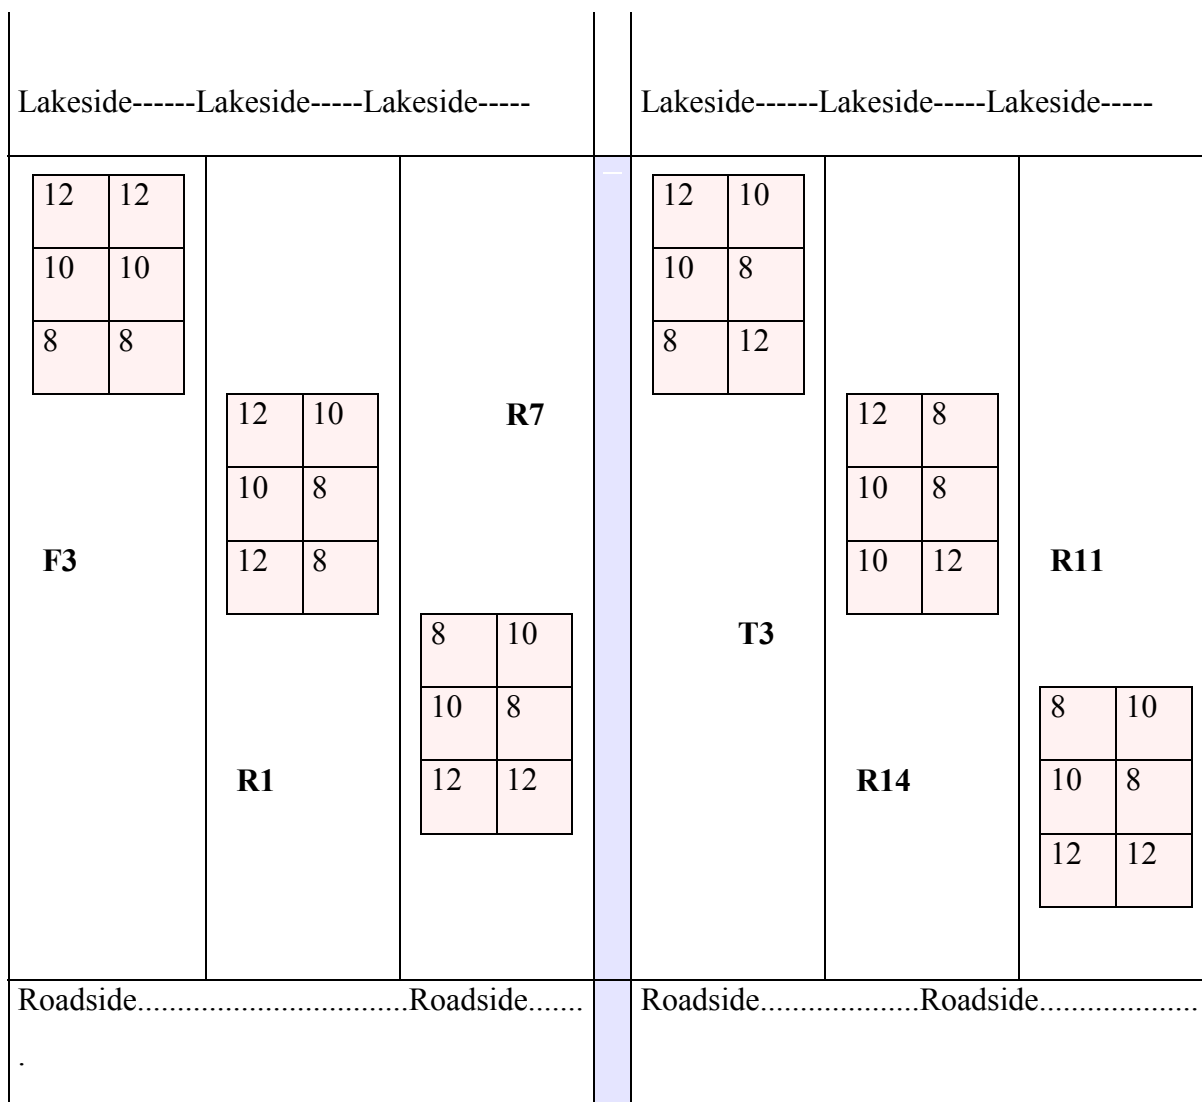 Lakeside------Lakeside-----Lakeside-----
Lakeside------Lakeside-----Lakeside-----
12 12
10 10
8 8
F3
12 10
10 8
12 8
R1
R7
8 10
10 8
12 12
12 10
10 8
8 12
T3
12 8
10 8
10 12
R14
R11
8 10
10 8
12 12
Roadside..................................Roadside.......
.
Roadside....................Roadside....................